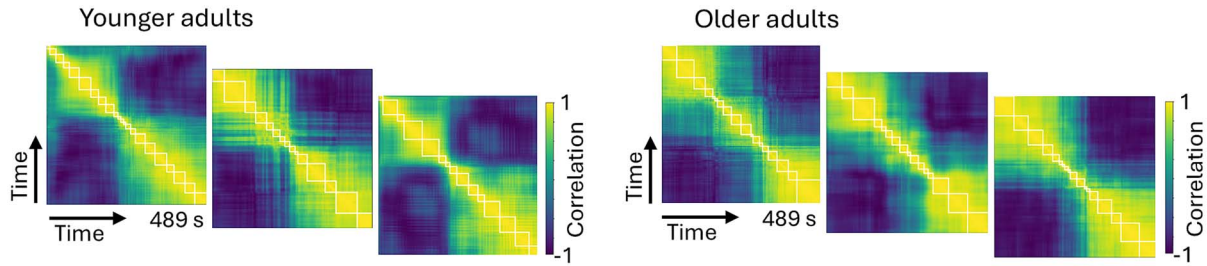 Younger adults
Older adults
Time
Time
489 s
1
Correlation
-1
Time
Time
489 s
1
Correlation
-1